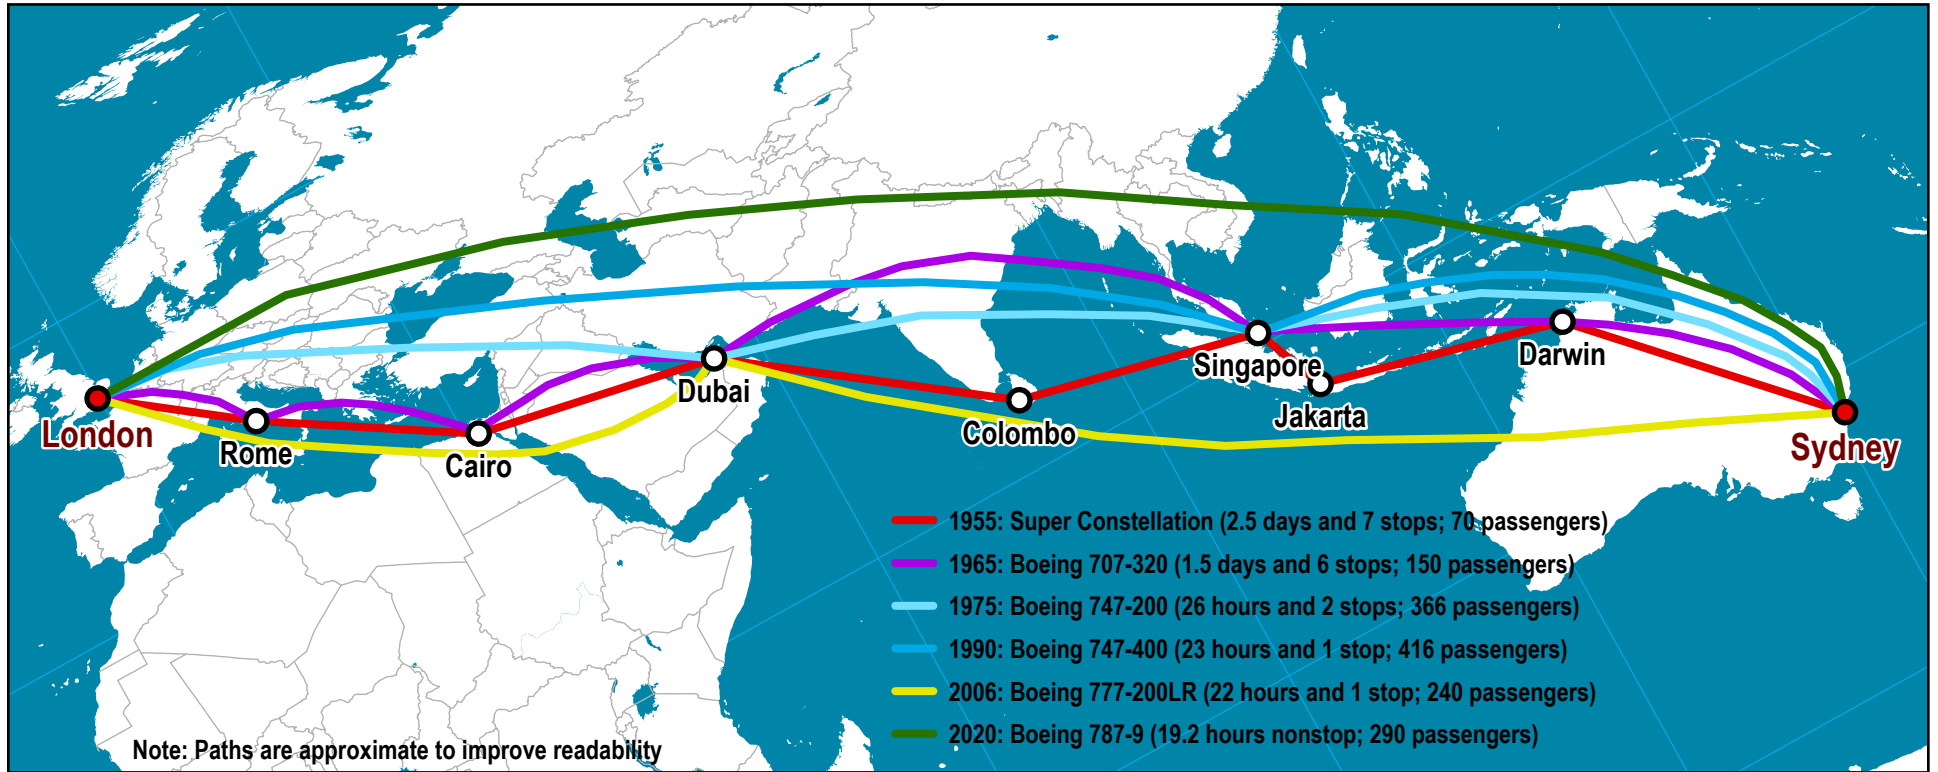 London
Rome
Cairo
Dubai
Colombo
Singapore
Jakarta
Darwin
Sydney
1955: Super Constellation (2.5 days and 7 stops; 70 passengers)
1965: Boeing 707-320 (1.5 days and 6 stops; 150 passengers)
1975: Boeing 747-200 (26 hours and 2 stops; 366 passengers)
1990: Boeing 747-400 (23 hours and 1 stop; 416 passengers)
2006: Boeing 777-200LR (22 hours and 1 stop; 240 passengers)
2020: Boeing 787-9 (19.2 hours nonstop; 290 passengers)
Note: Paths are approximate to improve readability